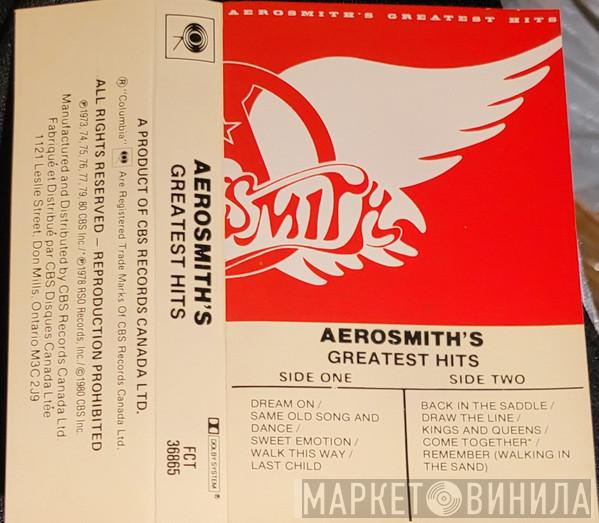 AEROSMITH'S GREATEST HITS
AEROSMITH'S
GREATEST HITS
SIDE ONE
DREAM ON /
SAME OLD SONG AND
DANCE /
SWEET EMOTION /
WALK THIS WAY /
LAST CHILD
SIDE TWO
BACK IN THE SADDLE /
DRAW THE LINE /
KINGS AND QUEENS /
COME TOGETHER* /
REMEMBER (WALKING IN
THE SAND)
AEROSMITH'S
GREATEST HITS
DOLBY SYSTEM ®
FCT
36865
A PRODUCT OF CBS RECORDS CANADA LTD.
® "Columbia" Are Registered Trade Marks Of CBS Records Canada Ltd.
ALL RIGHTS RESERVED — REPRODUCTION PROHIBITED
℗1973, 74, 75, 76, 77, 79, 80 CBS Inc./*℗1978 RSO Records, Inc./©1980 CBS Inc.
Manufactured and Distributed by CBS Records Canada Ltd
Fabriqué et Distribué par CBS Disques Canada Ltée
1121 Leslie Street, Don Mills, Ontario M3C 2J9
МАРКЕТ ВИНИЛА